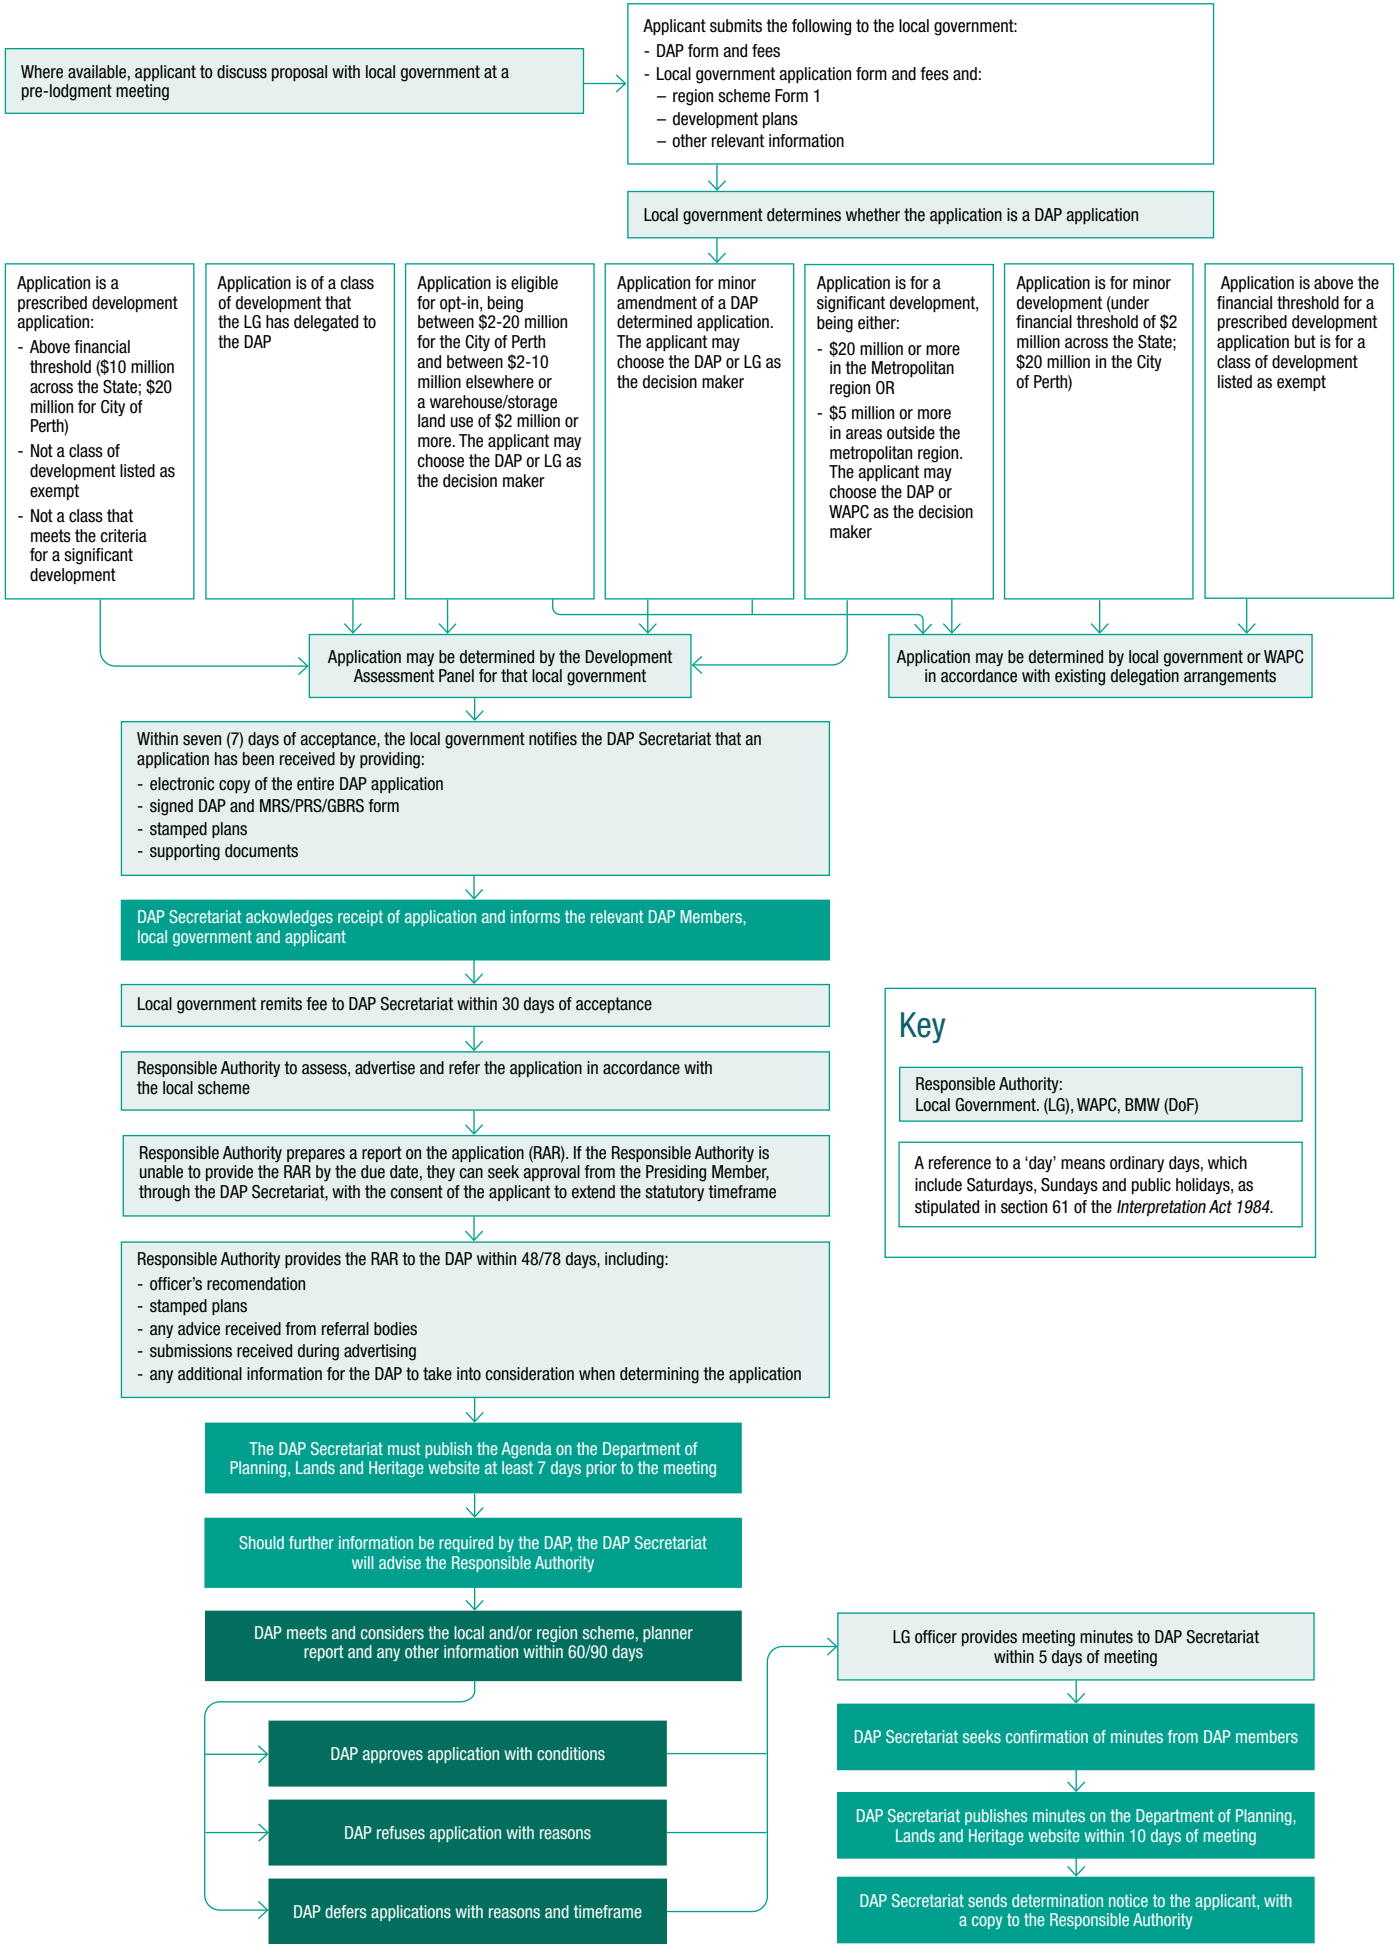 Applicant submits the following to the local government:
- DAP form and fees
- Local government application form and fees and:
– region scheme Form 1
– development plans
– other relevant information
Where available, applicant to discuss proposal with local government at a
pre-lodgment meeting
Local government determines whether the application is a DAP application
Application is a
prescribed development
application:
- Above financial
threshold ($10 million
across the State; $20
million for City of
Perth)
- Not a class of
development listed as
exempt
- Not a class that
meets the criteria
for a significant
development
Application is of a class
of development that
the LG has delegated to
the DAP
Application is eligible
for opt-in, being
between $2-20 million
for the City of Perth
and between $2-10
million elsewhere or
a warehouse/storage
land use of $2 million or
more. The applicant may
choose the DAP or LG as
the decision maker
Application for minor
amendment of a DAP
determined application.
The applicant may
choose the DAP or LG as
the decision maker
Application is for a
significant development,
being either:
- $20 million or more
in the Metropolitan
region OR
- $5 million or more
in areas outside the
metropolitan region.
The applicant may
choose the DAP or
WAPC as the decision
maker
Application is for minor
development (under
financial threshold of $2
million across the State;
$20 million in the City
of Perth)
Application is above the
financial threshold for a
prescribed development
application but is for a
class of development
listed as exempt
Application may be determined by the Development
Assessment Panel for that local government
Application may be determined by local government or WAPC
in accordance with existing delegation arrangements
Within seven (7) days of acceptance, the local government notifies the DAP Secretariat that an
application has been received by providing:
- electronic copy of the entire DAP application
- signed DAP and MRS/PRS/GBRS form
- stamped plans
- supporting documents
DAP Secretariat ackowledges receipt of application and informs the relevant DAP Members,
local government and applicant
Local government remits fee to DAP Secretariat within 30 days of acceptance
Responsible Authority to assess, advertise and refer the application in accordance with
the local scheme
Responsible Authority prepares a report on the application (RAR). If the Responsible Authority is
unable to provide the RAR by the due date, they can seek approval from the Presiding Member,
through the DAP Secretariat, with the consent of the applicant to extend the statutory timeframe
Responsible Authority provides the RAR to the DAP within 48/78 days, including:
- officer's recomendation
- stamped plans
- any advice received from referral bodies
- submissions received during advertising
- any additional information for the DAP to take into consideration when determining the application
Key
Responsible Authority:
Local Government. (LG), WAPC, BMW (DoF)
A reference to a 'day' means ordinary days, which
include Saturdays, Sundays and public holidays, as
stipulated in section 61 of the Interpretation Act 1984.
The DAP Secretariat must publish the Agenda on the Department of
Planning, Lands and Heritage website at least 7 days prior to the meeting
Should further information be required by the DAP, the DAP Secretariat
will advise the Responsible Authority
DAP meets and considers the local and/or region scheme, planner
report and any other information within 60/90 days
DAP approves application with conditions
DAP refuses application with reasons
DAP defers applications with reasons and timeframe
LG officer provides meeting minutes to DAP Secretariat
within 5 days of meeting
DAP Secretariat seeks confirmation of minutes from DAP members
DAP Secretariat publishes minutes on the Department of Planning,
Lands and Heritage website within 10 days of meeting
DAP Secretariat sends determination notice to the applicant, with
a copy to the Responsible Authority